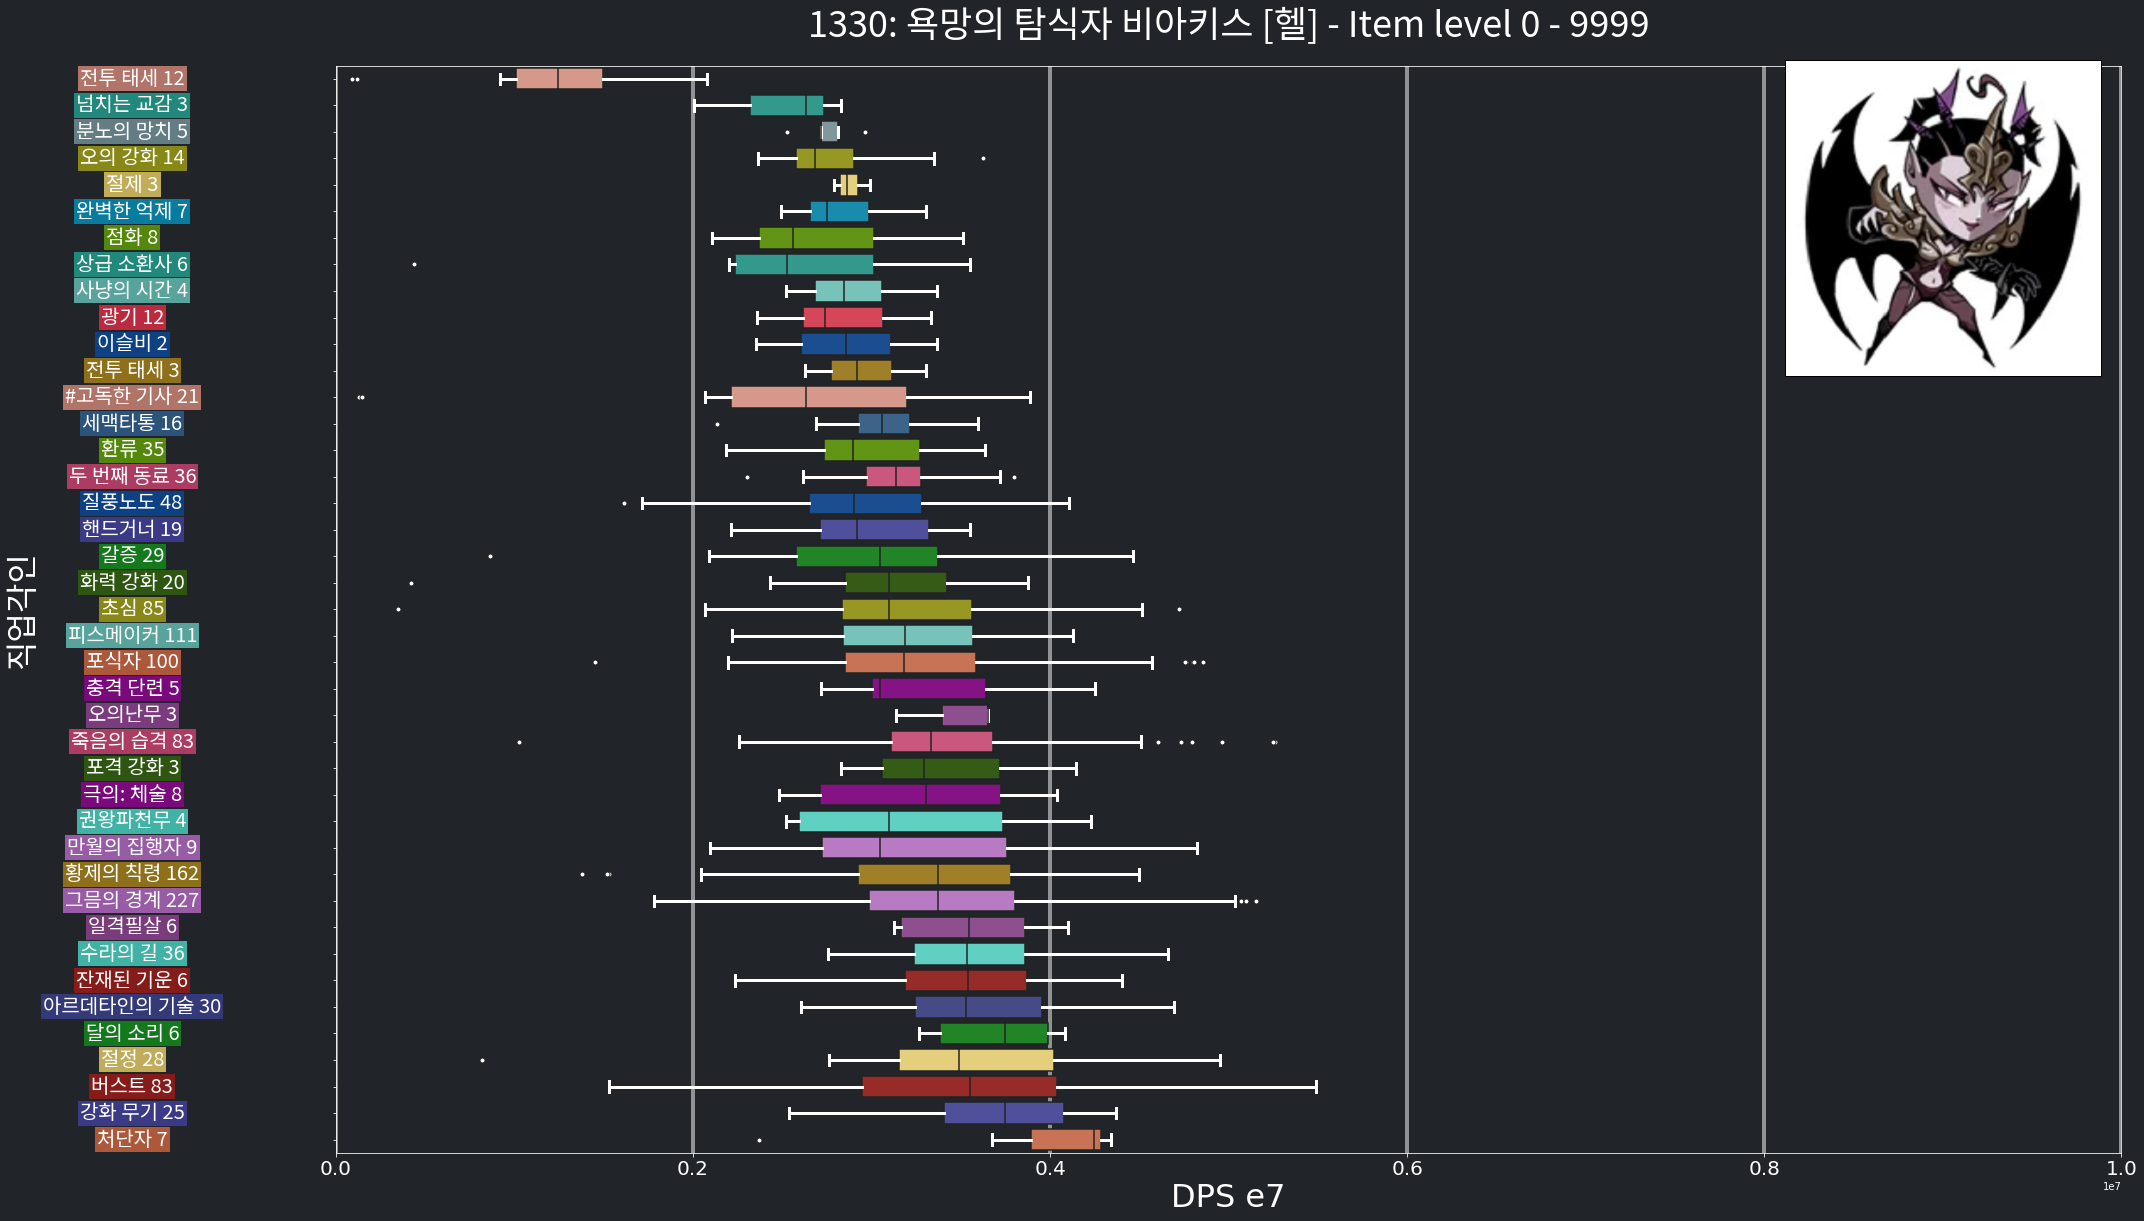 1330: 욕망의 탐식자 비아키스 [헬] - Item level 0 - 9999
전투 태세 12
넘치는 교감 3
분노의 망치 5
오의 강화 14
절제 3
완벽한 억제 7
점화 8
상급 소환사 6
사냥의 시간 4
광기 12
이슬비 2
전투 태세 3
#고독한 기사 21
세맥타통 16
환류 35
두 번째 동료 36
질풍노도 48
핸드거너 19
갈증 29
화력 강화 20
초심 85
피스메이커 111
포식자 100
충격 단련 5
오의난무 3
죽음의 습격 83
포격 강화 3
극의: 체술 8
권왕파천무 4
만월의 집행자 9
황제의 칙령 162
그믐의 경계 227
일격필살 6
수라의 길 36
잔재된 기운 6
아르데타인의 기술 30
달의 소리 6
절정 28
버스트 83
강화 무기 25
처단자 7
직업각인
0.0 0.2 0.4 0.6 0.8 1.0
1e7
DPS e7